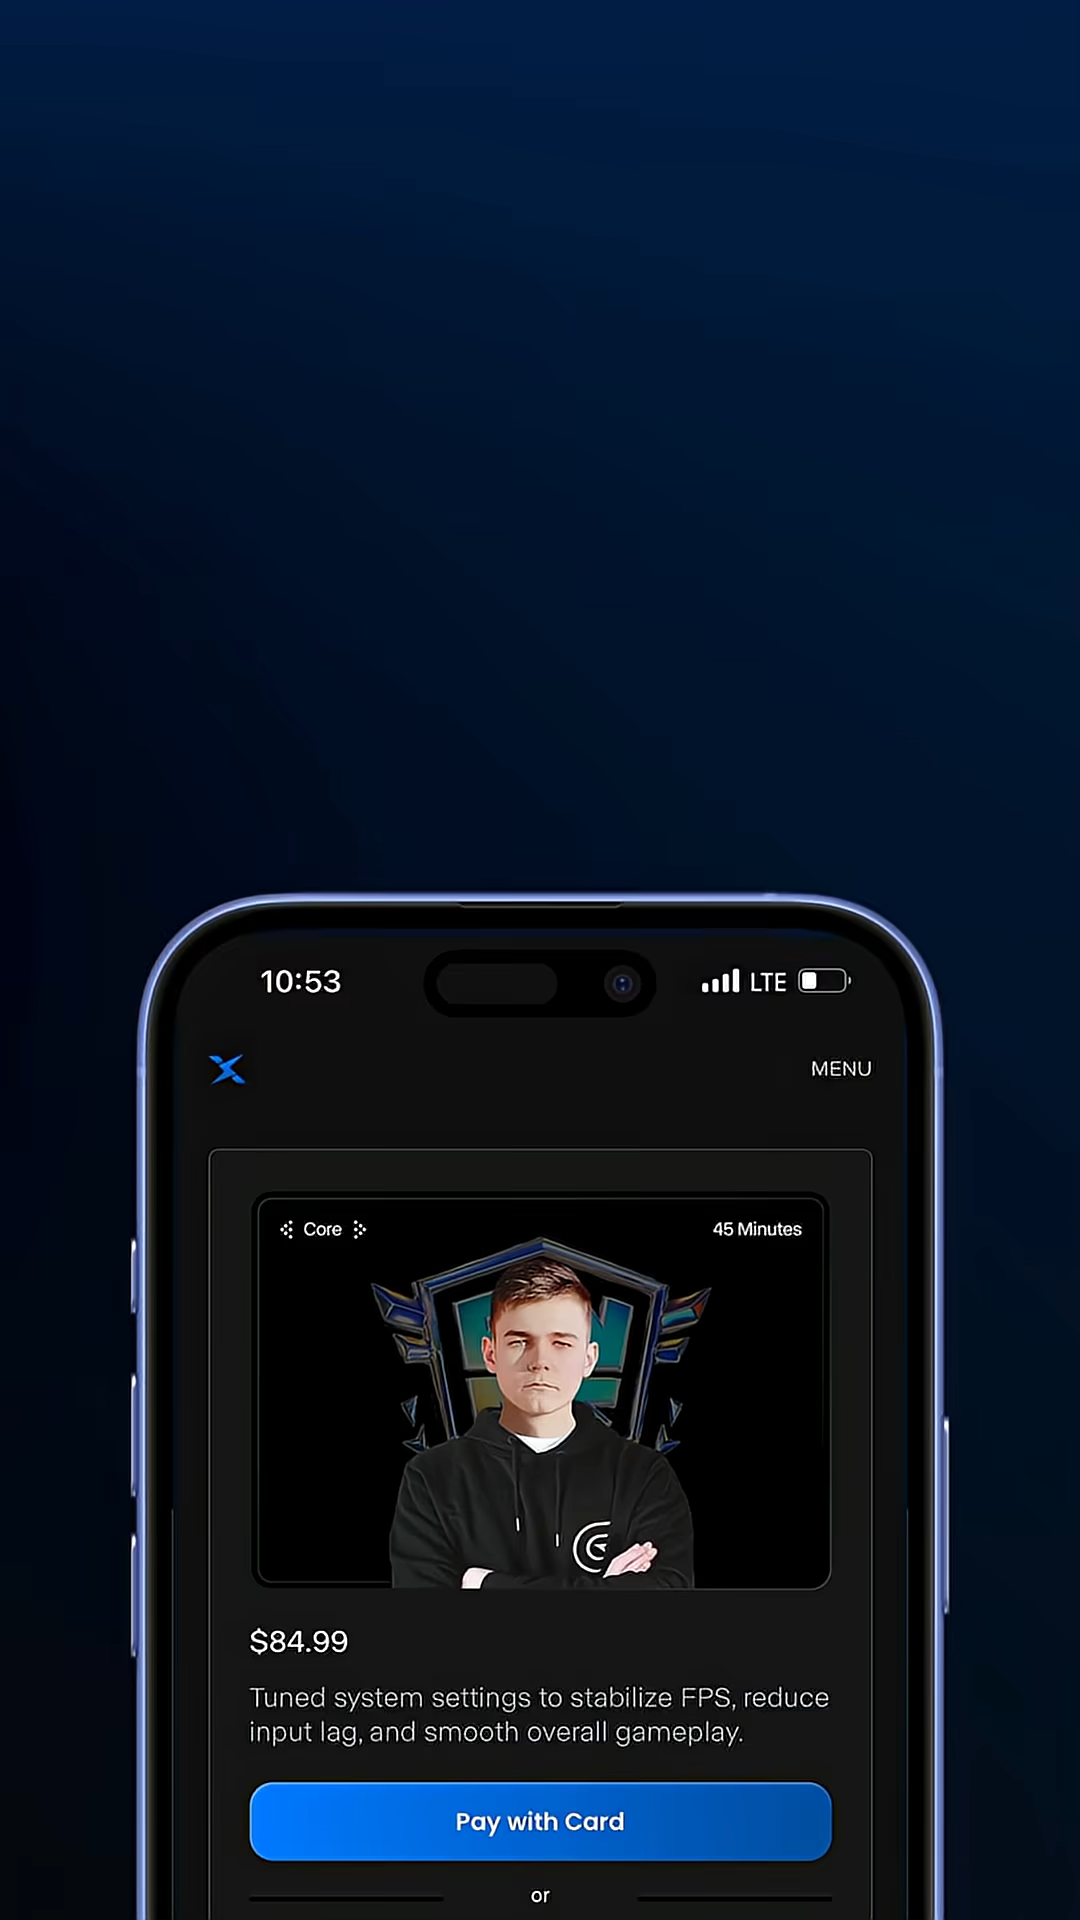 10:53
LTE
MENU
Core
45 Minutes
$84.99
Tuned system settings to stabilize FPS, reduce
input lag, and smooth overall gameplay.
Pay with Card
or